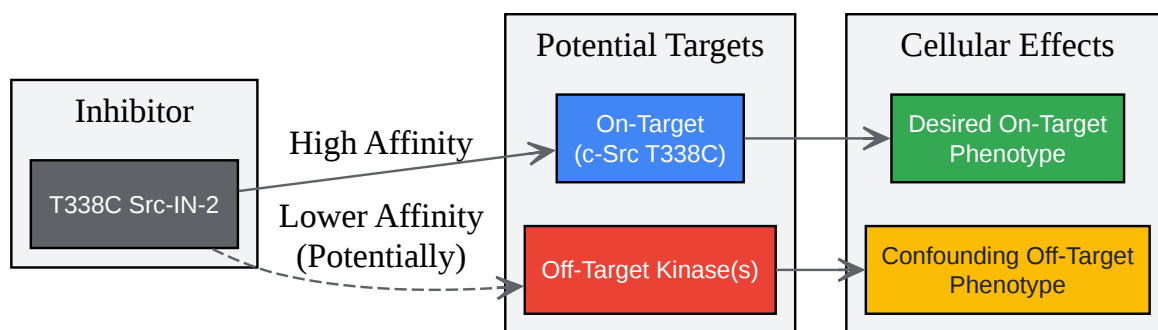 Inhibitor
T338C Src-IN-2
High Affinity
Lower Affinity
(Potentially)
Potential Targets
On-Target
(c-Src T338C)
Off-Target Kinase(s)
Cellular Effects
Desired On-Target
Phenotype
Confounding Off-Target
Phenotype